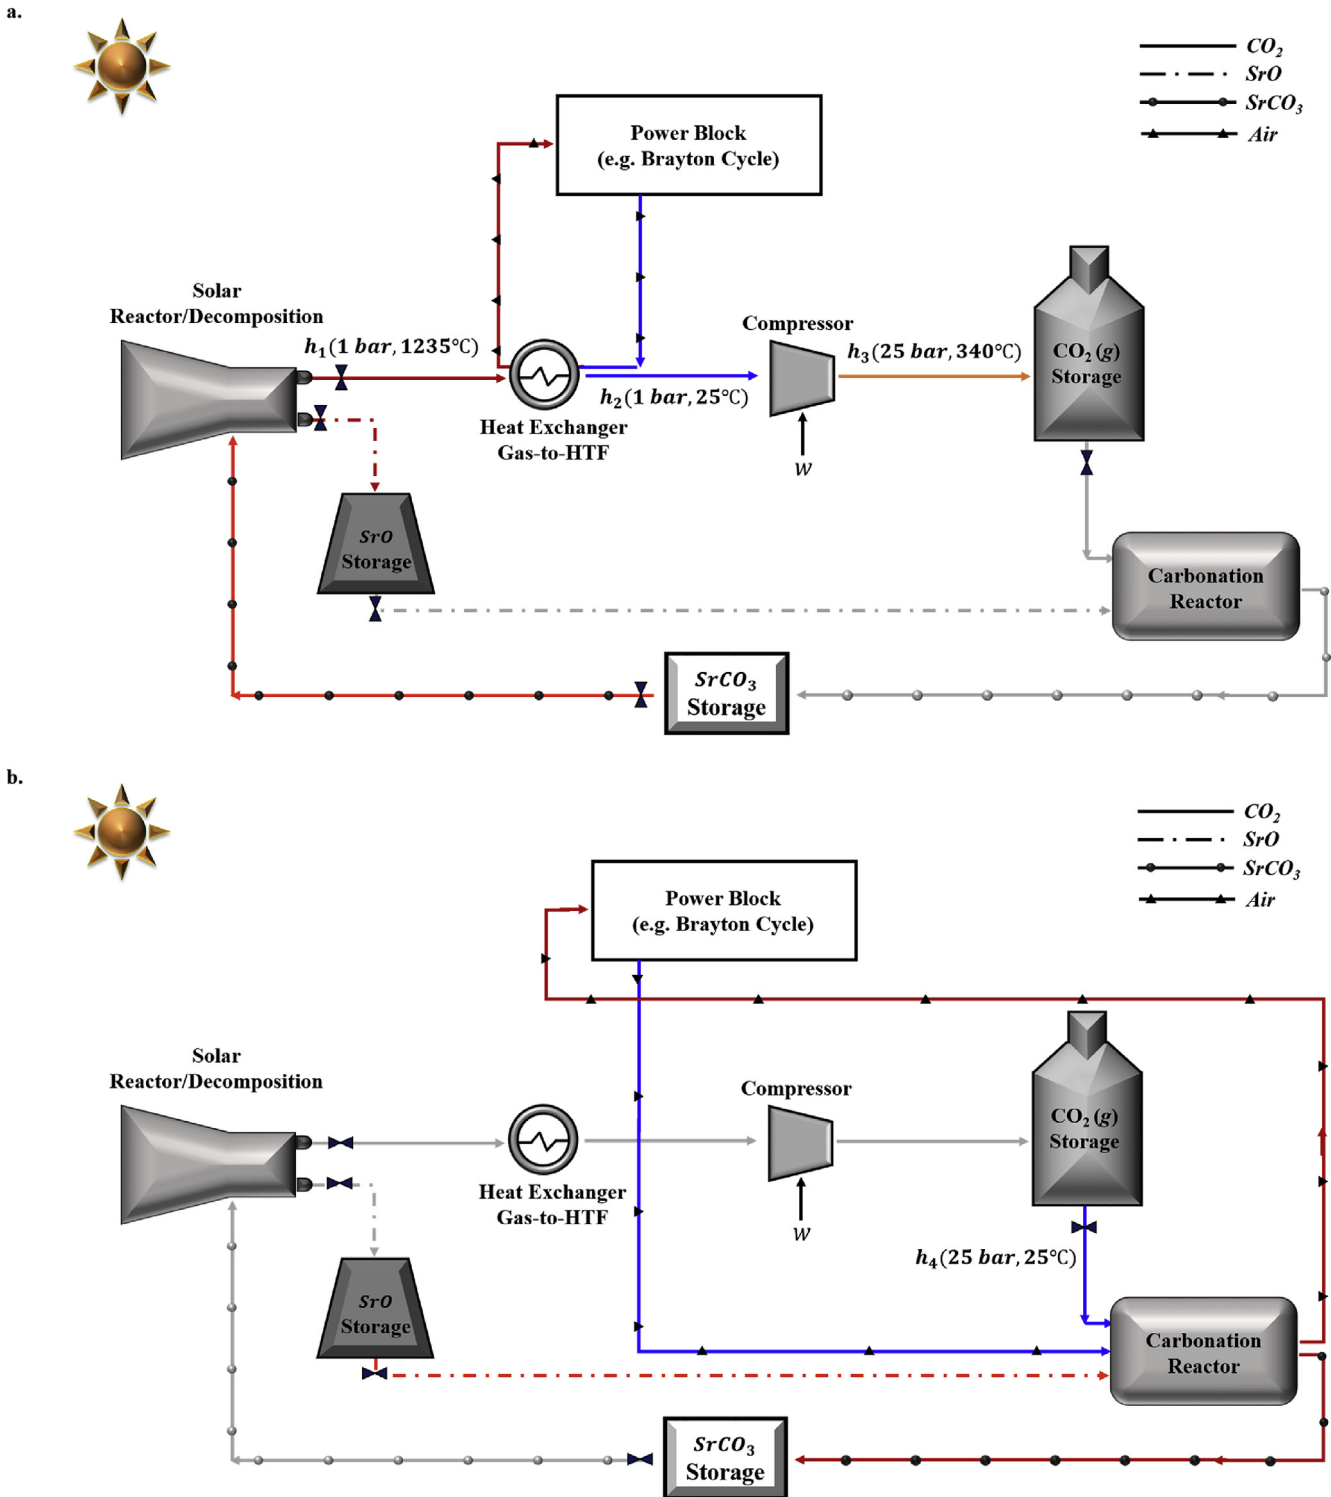 a.
CO₂
SrO
SrCO₃
Air
Power Block
(e.g. Brayton Cycle)
Solar
Reactor/Decomposition
h₁(1 bar, 1235°C)
Heat Exchanger
Gas-to-HTF
h₂(1 bar, 25°C)
Compressor
w
h₃(25 bar, 340°C)
CO₂(g)
Storage
SrO
Storage
Carbonation
Reactor
SrCO₃
Storage
b.
CO₂
SrO
SrCO₃
Air
Power Block
(e.g. Brayton Cycle)
Solar
Reactor/Decomposition
Heat Exchanger
Gas-to-HTF
Compressor
w
CO₂(g)
Storage
h₄(25 bar, 25°C)
SrO
Storage
Carbonation
Reactor
SrCO₃
Storage